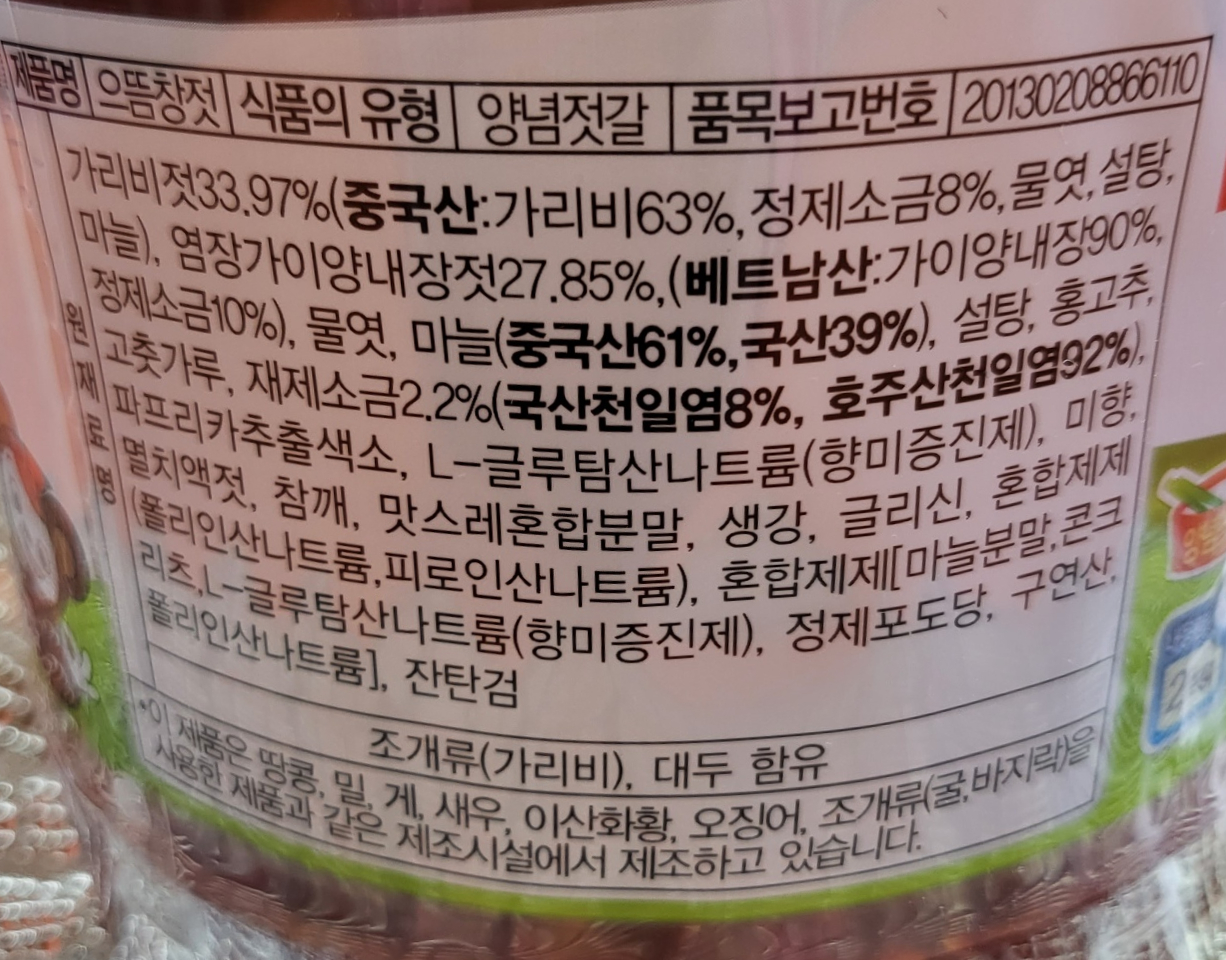 제품명 으뜸창젓 식품의 유형 양념젓갈 품목보고번호 20130208866110
원재료명
가리비젓33.97%(중국산:가리비63%,정제소금8%,물엿,설탕,
마늘), 염장가이양내장젓27.85%,(베트남산:가이양내장90%,
정제소금10%), 물엿, 마늘(중국산61%,국산39%), 설탕, 홍고추,
고춧가루, 재제소금2.2%(국산천일염8%, 호주산천일염92%),
파프리카추출색소, L-글루탐산나트륨(향미증진제), 미향,
멸치액젓, 참깨, 맛스레혼합분말, 생강, 글리신, 혼합제제
(폴리인산나트륨,피로인산나트륨), 혼합제제[마늘분말,콘크
리츠,L-글루탐산나트륨(향미증진제), 정제포도당, 구연산,
폴리인산나트륨], 잔탄검
조개류(가리비), 대두 함유
*이 제품은 땅콩, 밀, 게, 새우, 이산화황, 오징어, 조개류(굴,바지락)을
사용한 제품과 같은 제조시설에서 제조하고 있습니다.